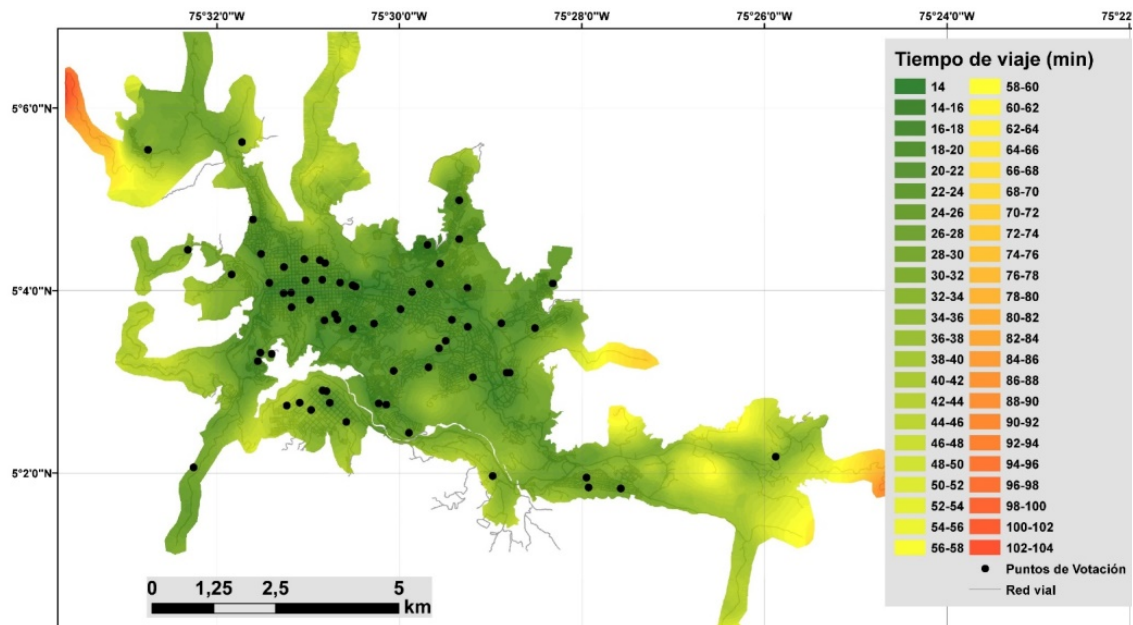 75°32'0"W 75°30'0"W 75°28'0"W 75°26'0"W 75°24'0"W 75°22'
5°6'0"N
5°4'0"N
5°2'0"N
Tiempo de viaje (min)
14 58-60
14-16 60-62
16-18 62-64
18-20 64-66
20-22 66-68
22-24 68-70
24-26 70-72
26-28 72-74
28-30 74-76
30-32 76-78
32-34 78-80
34-36 80-82
36-38 82-84
38-40 84-86
40-42 86-88
42-44 88-90
44-46 90-92
46-48 92-94
48-50 94-96
50-52 96-98
52-54 98-100
54-56 100-102
56-58 102-104
Puntos de Votación
Red vial
0 1,25 2,5 5
km